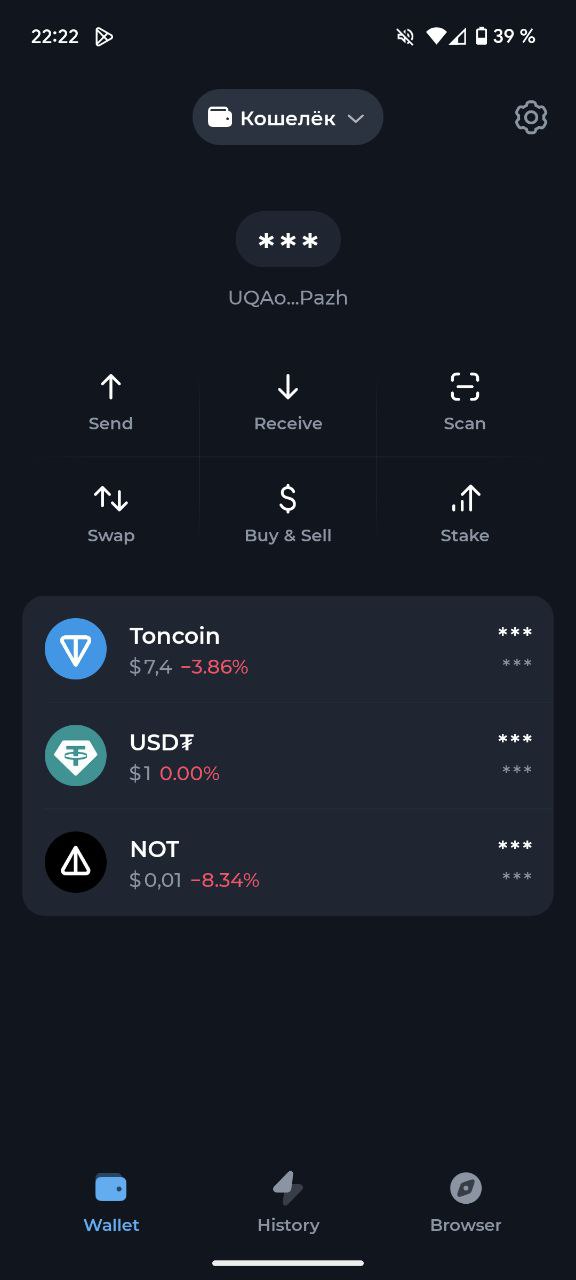 22:22 39 %
Кошелёк
***
UQAo...Pazh
Send Receive Scan
Swap Buy & Sell Stake
Toncoin ***
$7,4 −3.86% ***
USD₮ ***
$1 0.00% ***
NOT ***
$0,01 −8.34% ***
Wallet History Browser